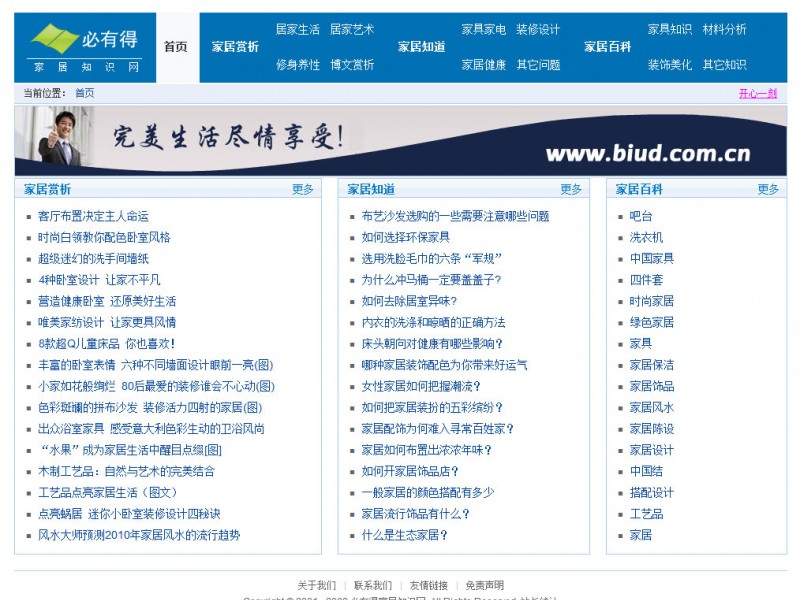 必有得
家居知识网
首页
家居赏析
居家生活 居家艺术
修身养性 博文赏析
家居知道
家具家电 装修设计
家居健康 其它问题
家居百科
家具知识 材料分析
装饰美化 其它知识
当前位置： 首页
开心一刻
完美生活尽情享受!
www.biud.com.cn
家居赏析 更多
客厅布置决定主人命运
时尚白领教你配色卧室风格
超级迷幻的洗手间墙纸
4种卧室设计 让家不平凡
营造健康卧室 还原美好生活
唯美家纺设计 让家更具风情
8款超Q儿童床品 你也喜欢！
丰富的卧室表情 六种不同墙面设计眼前一亮(图)
小家如花般绚烂 80后最爱的装修谁会不心动(图)
色彩斑斓的拼布沙发 装修活力四射的家居(图)
出众浴室家具 感受意大利色彩生动的卫浴风尚
“水果”成为家居生活中醒目点缀[图]
木制工艺品：自然与艺术的完美结合
工艺品点亮家居生活（图文）
点亮蜗居 迷你小卧室装修设计四秘诀
风水大师预测2010年家居风水的流行趋势
家居知道 更多
布艺沙发选购的一些需要注意哪些问题
如何选择环保家具
选用洗脸毛巾的六条“军规”
为什么冲马桶一定要盖盖子?
如何去除居室异味?
内衣的洗涤和晾晒的正确方法
床头朝向对健康有哪些影响？
哪种家居装饰配色为你带来好运气
女性家居如何把握潮流？
如何把家居装扮的五彩缤纷？
家居配饰为何难入寻常百姓家？
家居如何布置出浓浓年味？
如何开家居饰品店？
一般家居的颜色搭配有多少
家居流行饰品有什么？
什么是生态家居？
家居百科 更多
吧台
洗衣机
中国家具
四件套
时尚家居
绿色家居
家具
家居保洁
家居饰品
家居风水
家居陈设
家居设计
中国结
搭配设计
工艺品
家居
关于我们 | 联系我们 | 友情链接 | 免责声明